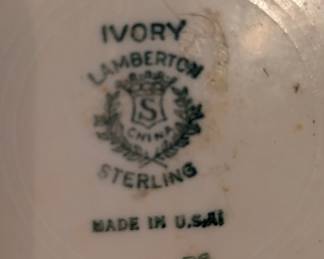 IVORY
LAMBERTON
S
CHINA
STERLING
MADE IN U.S.A.